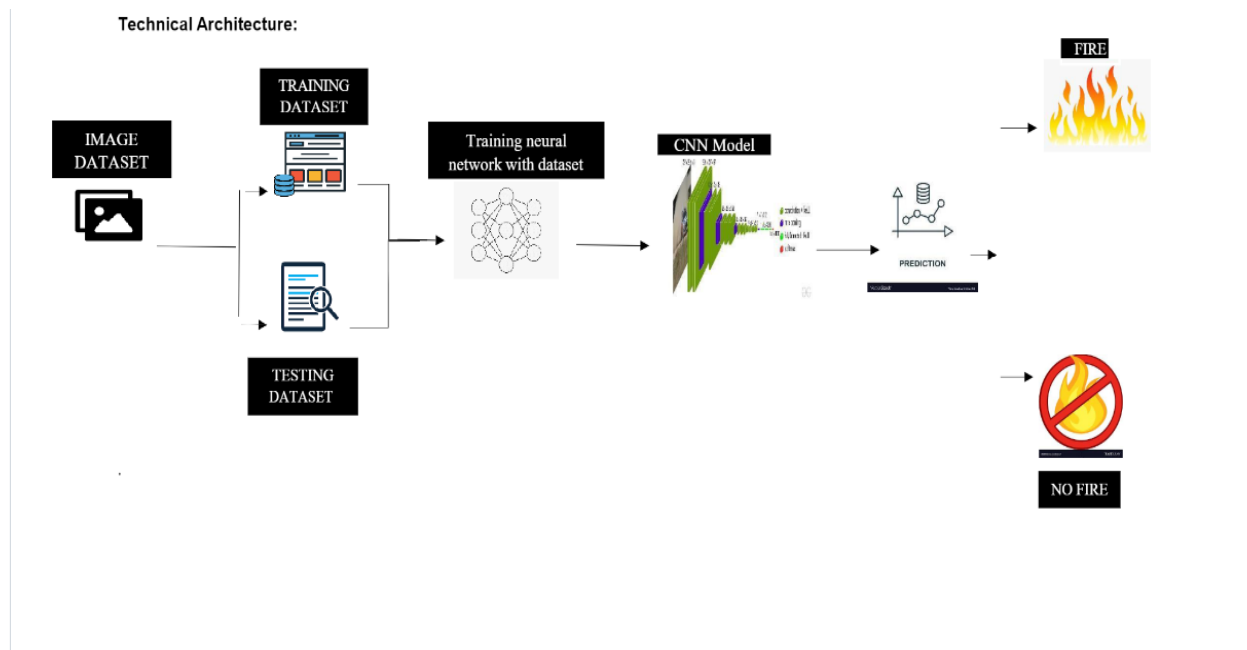 Technical Architecture:
FIRE
TRAINING
DATASET
IMAGE
DATASET
Training neural
network with dataset
CNN Model
PREDICTION
TESTING
DATASET
NO FIRE